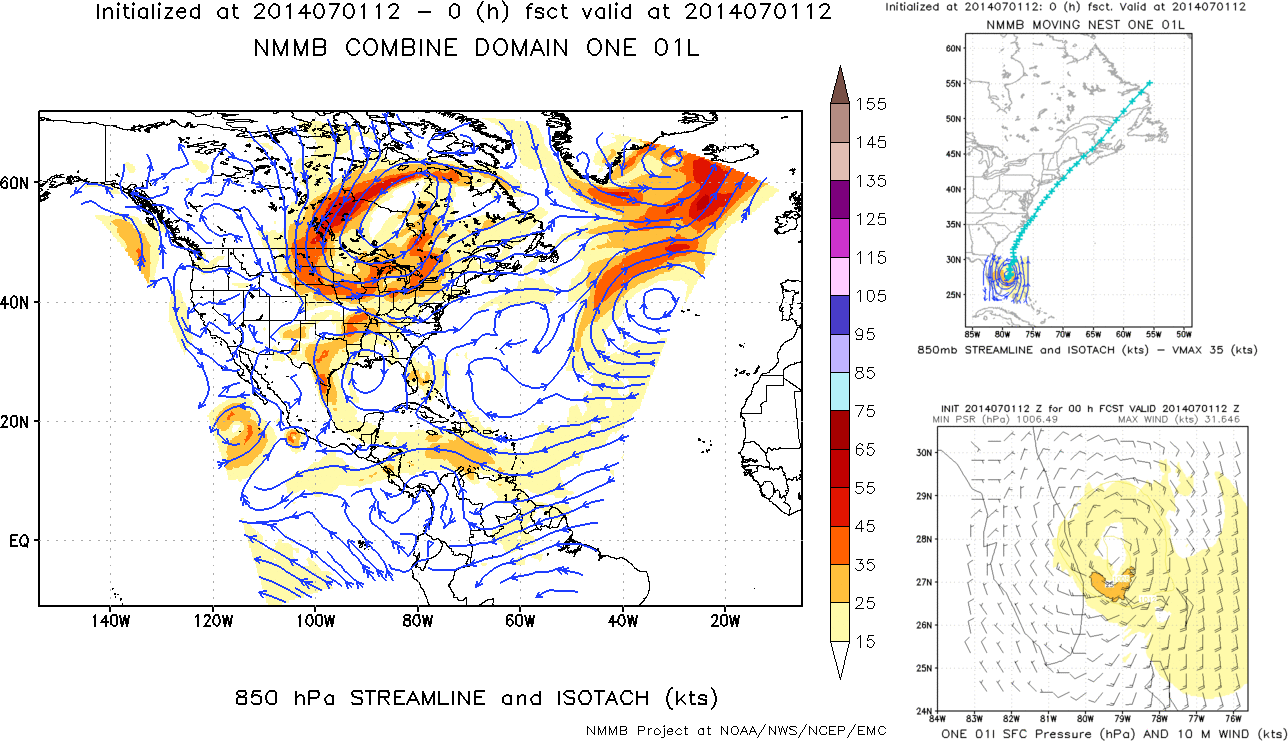 Initialized at 2014070112 – 0 (h) fsct valid at 2014070112
NMMB COMBINE DOMAIN ONE 01L
60N
40N
20N
EQ
140W 120W 100W 80W 60W 40W 20W
155
145
135
125
115
105
95
85
75
65
55
45
35
25
15
850 hPa STREAMLINE and ISOTACH (kts)
NMMB Project at NOAA/NWS/NCEP/EMC
Initialized at 2014070112: 0 (h) fsct. Valid at 2014070112
NMMB MOVING NEST ONE 01L
60N
55N
50N
45N
40N
35N
30N
25N
85W 80W 75W 70W 65W 60W 55W 50W
850mb STREAMLINE and ISOTACH (kts) – VMAX 35 (kts)
INIT 2014070112 Z for 00 h FCST VALID 2014070112 Z
MIN PSR (hPa) 1006.49 MAX WIND (kts) 31.646
30N
29N
28N
27N
26N
25N
24N
84W 83W 82W 81W 80W 79W 78W 77W 76W
ONE 01l SFC Pressure (hPa) AND 10 M WIND (kts)